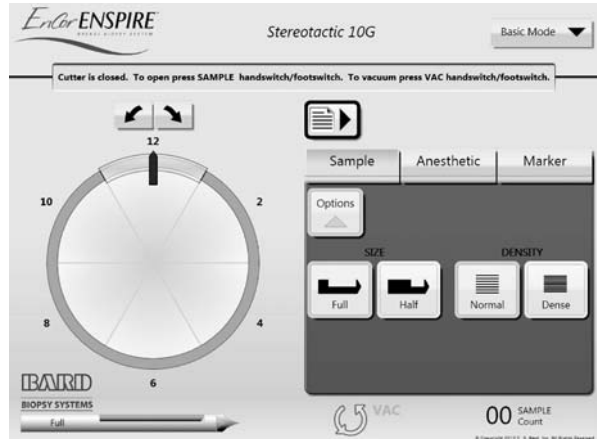 EnCor ENSPIRE
BREAST BIOPSY SYSTEM
Stereotactic 10G
Basic Mode
Cutter is closed. To open press SAMPLE handswitch/footswitch. To vacuum press VAC handswitch/footswitch.
12
10
2
8
4
6
Sample
Anesthetic
Marker
Options
SIZE
DENSITY
Full
Half
Normal
Dense
BARD
BIOPSY SYSTEMS
Full
VAC
00 SAMPLE
Count